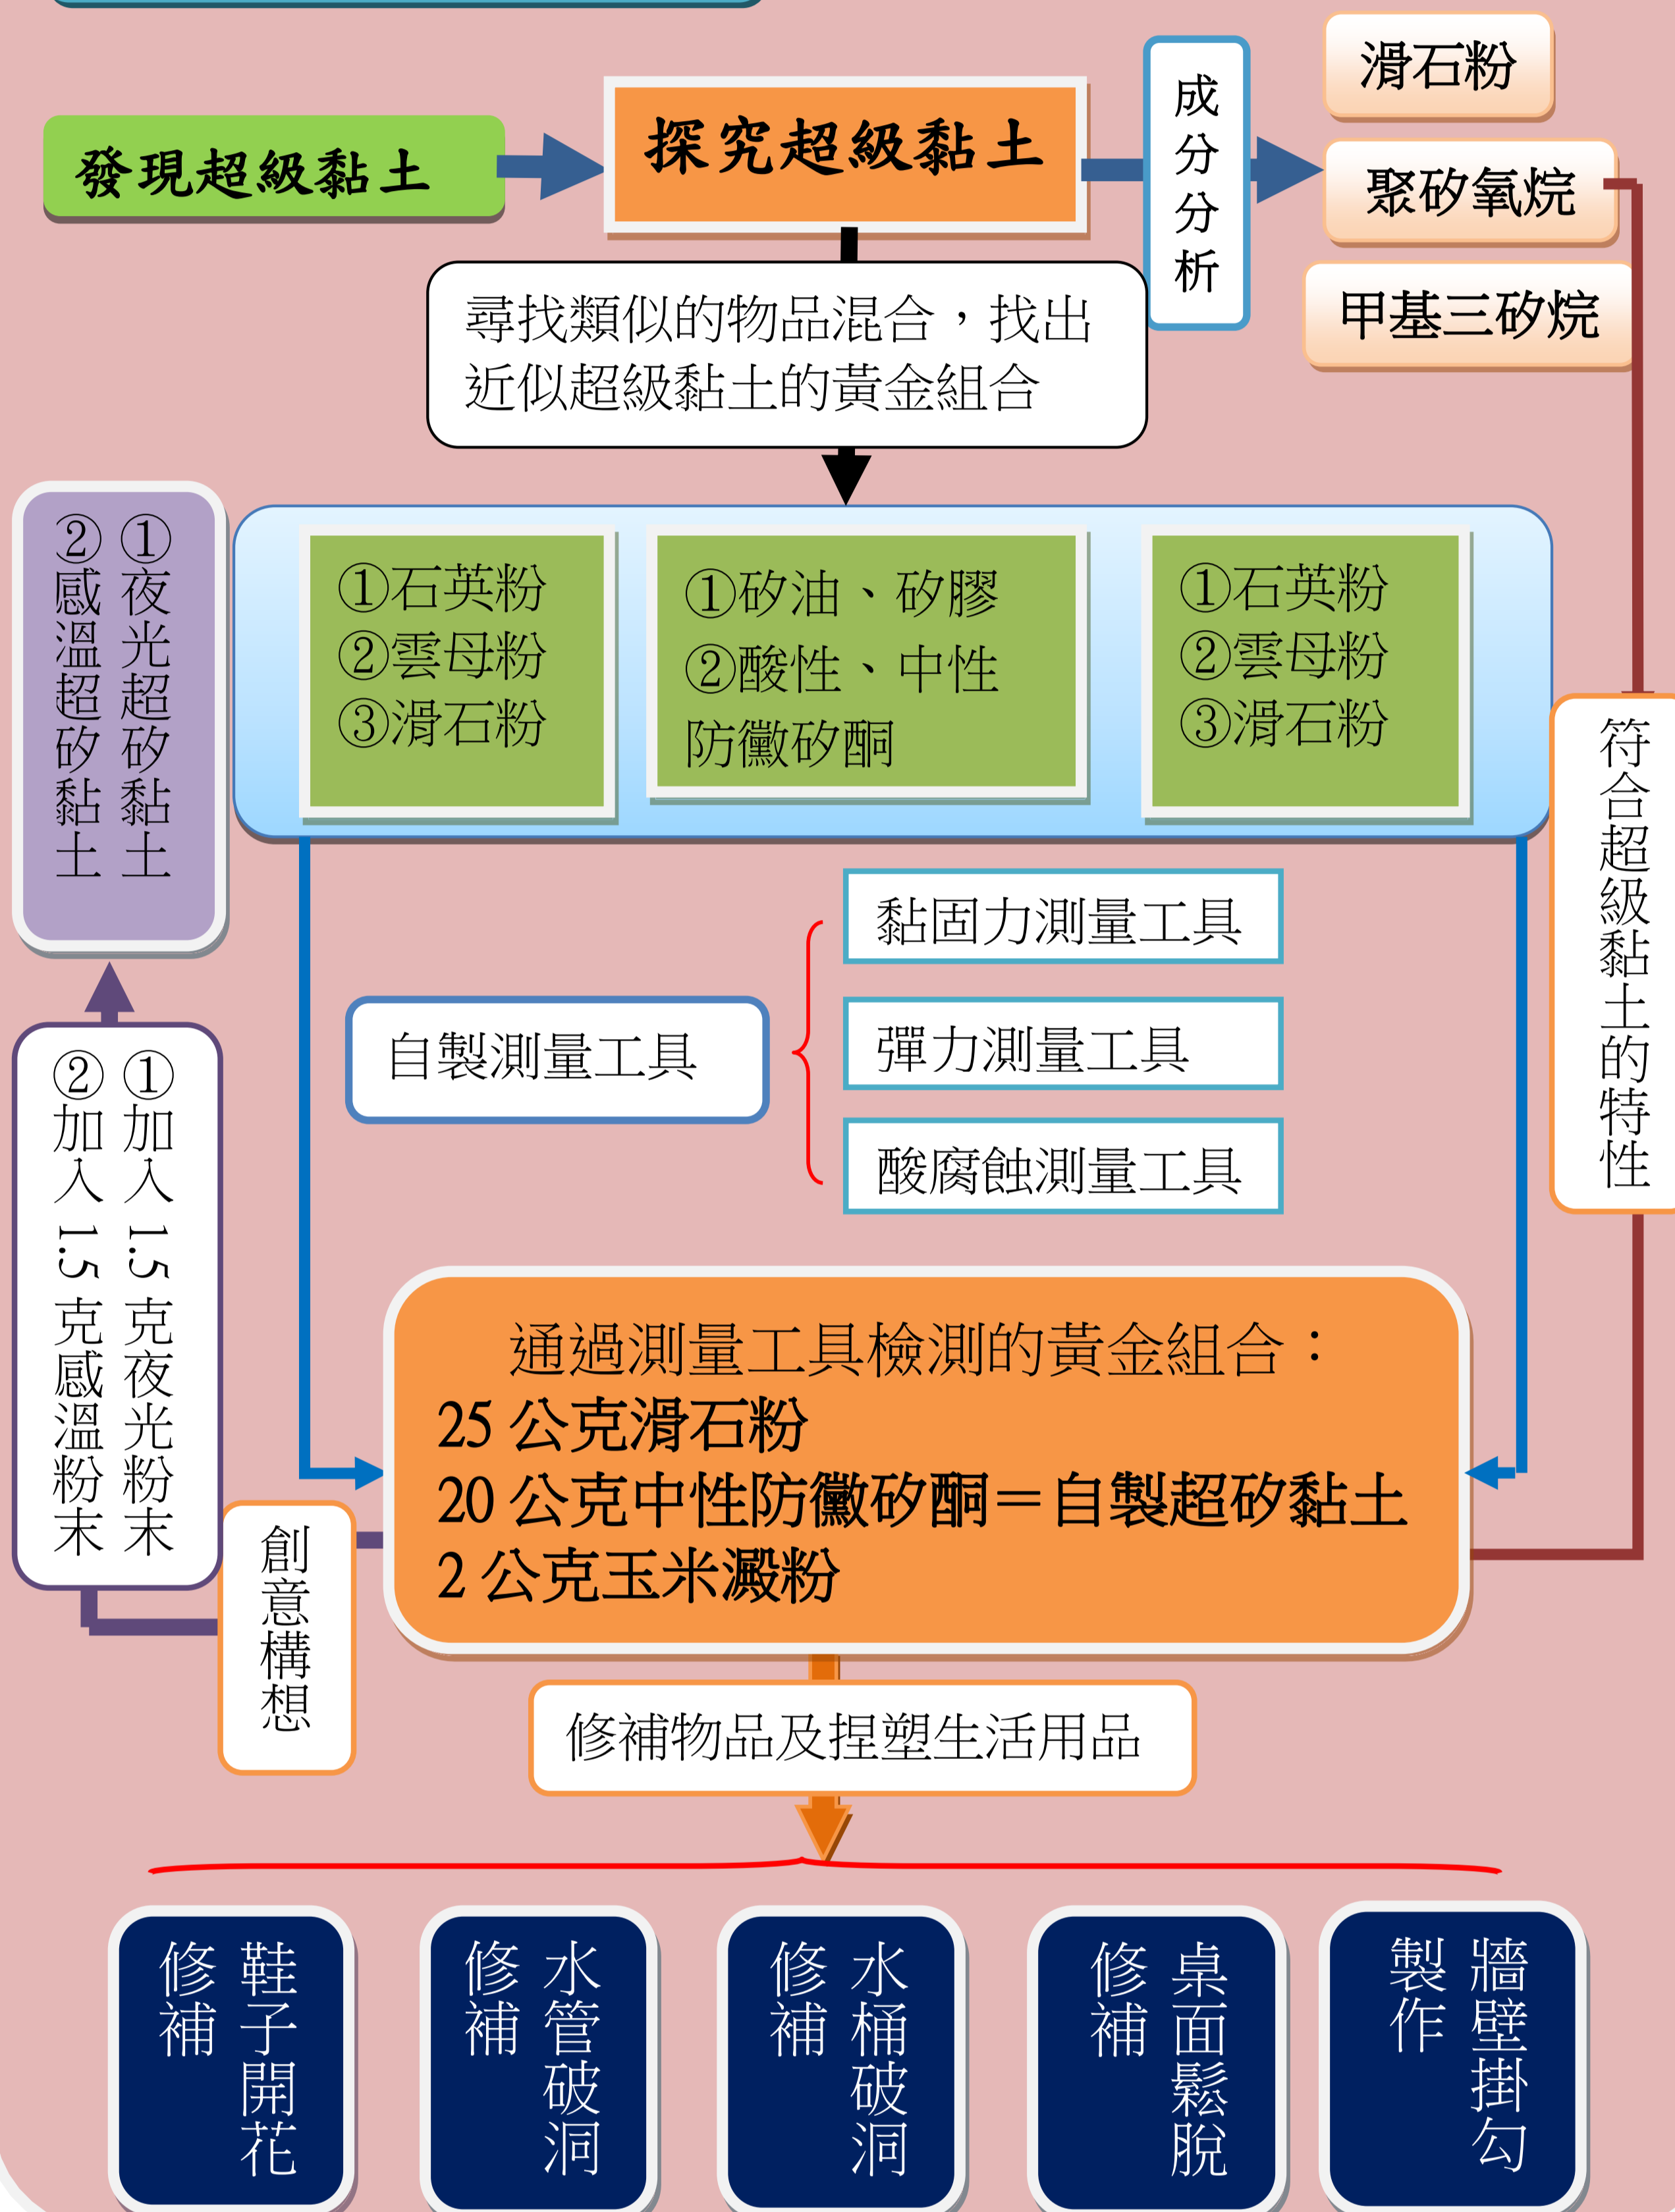 發現超級黏土
探究超級黏土
成分分析
滑石粉
聚矽氧烷
甲基三矽烷
尋找類似的物品混合，找出
近似超級黏土的黃金組合
①石英粉
②雲母粉
③滑石粉
①矽油、矽膠
②酸性、中性
防黴矽酮
①石英粉
②雲母粉
③滑石粉
①夜光超矽黏土
②感溫超矽黏土
符合超級黏土的特性
自製測量工具
黏固力測量工具
彈力測量工具
酸腐蝕測量工具
①加入 1.5 克夜光粉末
②加入 1.5 克感溫粉末
創意構想
通過測量工具檢測的黃金組合：
25 公克滑石粉
20 公克中性防黴矽酮＝自製超矽黏土
2 公克玉米澱粉
修補物品及捏塑生活用品
鞋子開花
修補
水管破洞
修補
水桶破洞
修補
桌面鬆脫
修補
牆壁掛勾
製作